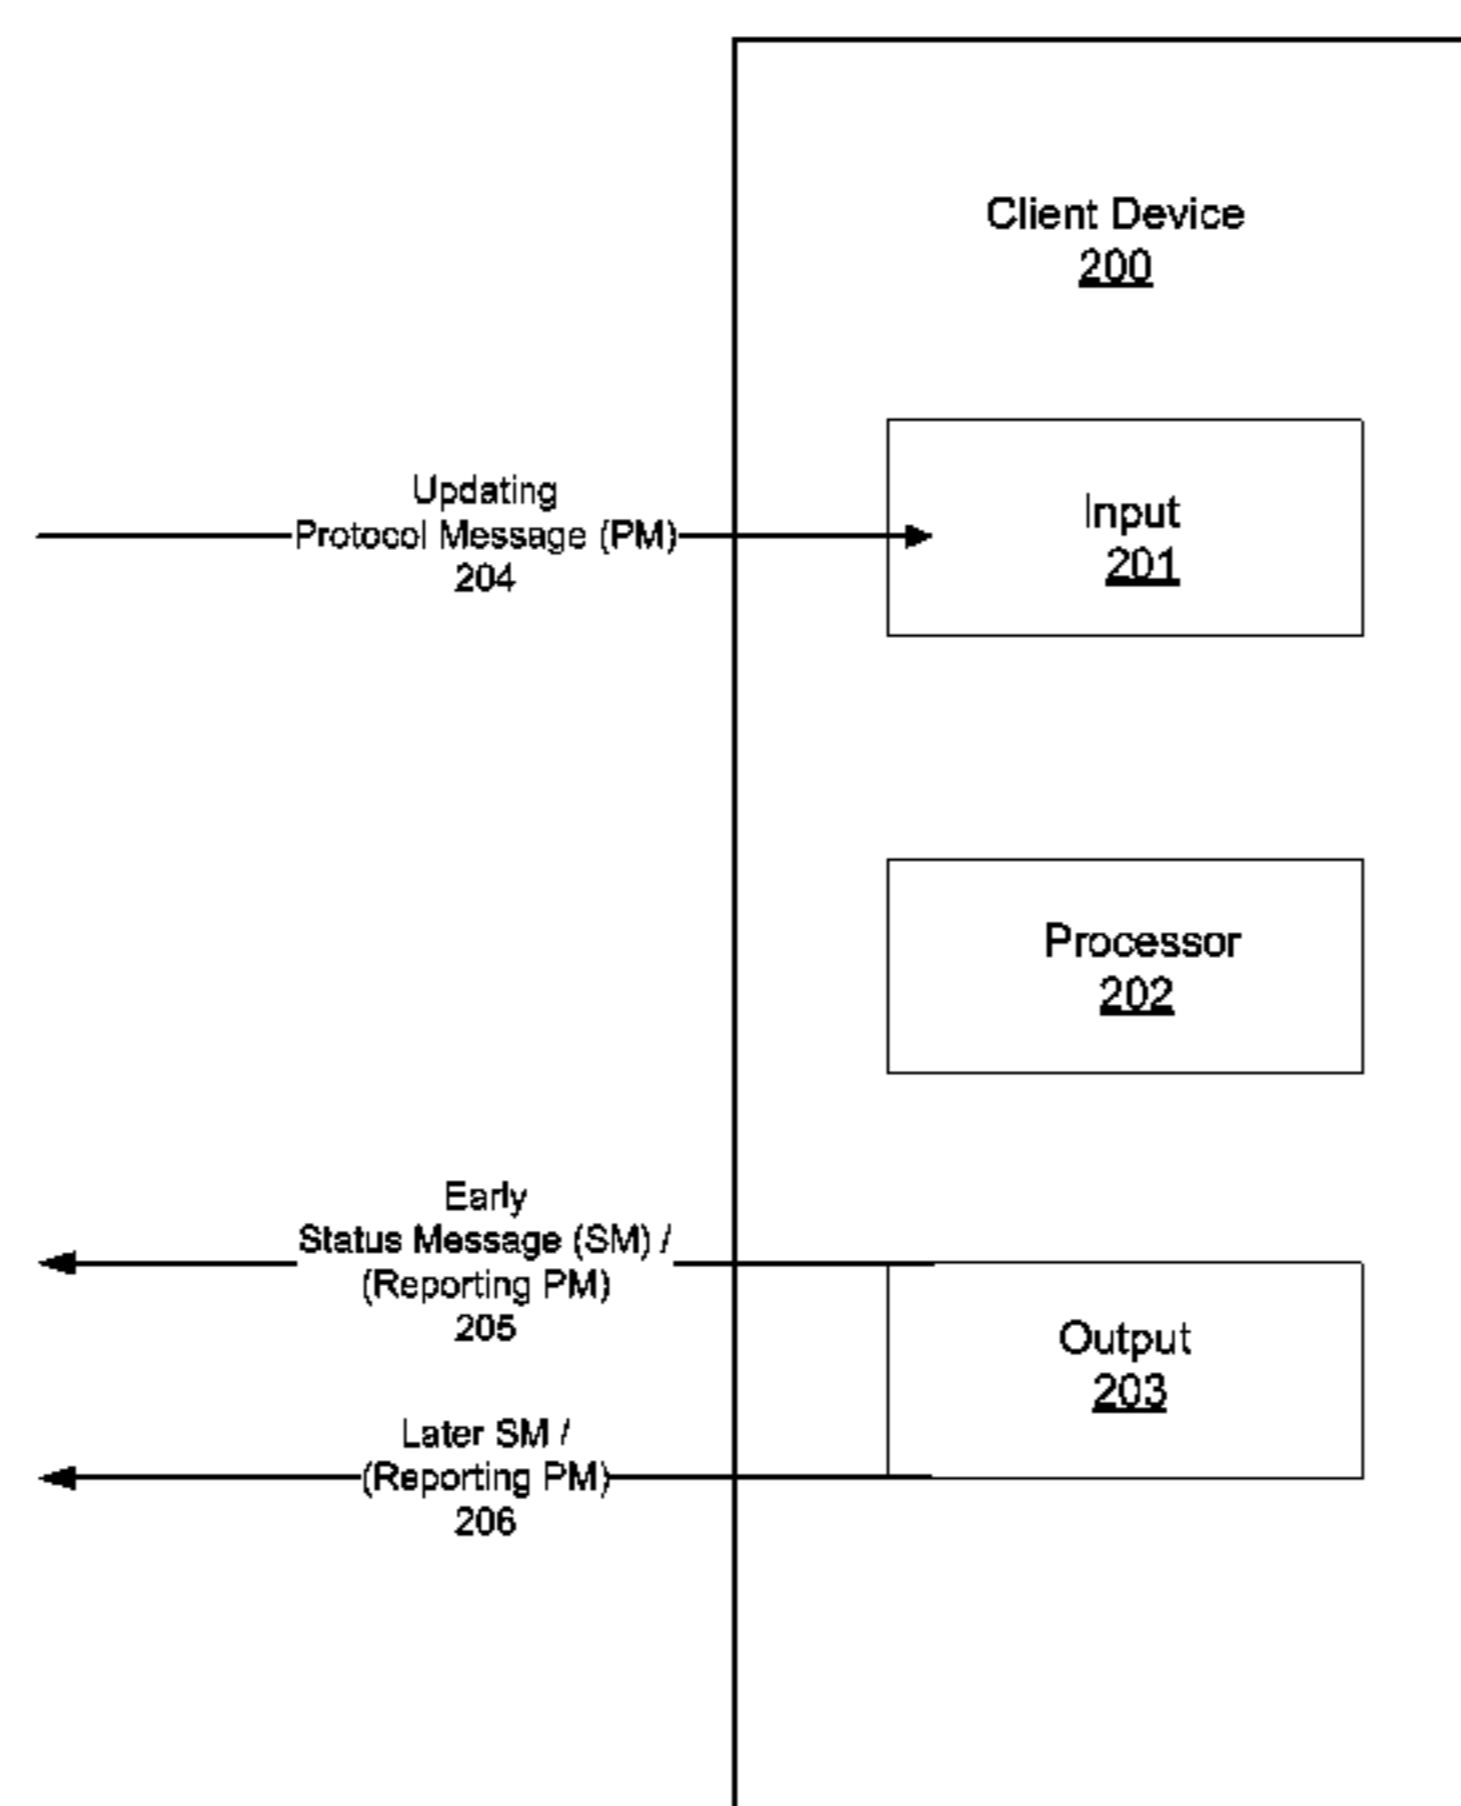 Client Device
200
Updating
Protocol Message (PM)
204
Input
201
Processor
202
Early
Status Message (SM) /
(Reporting PM)
205
Output
203
Later SM /
(Reporting PM)
206